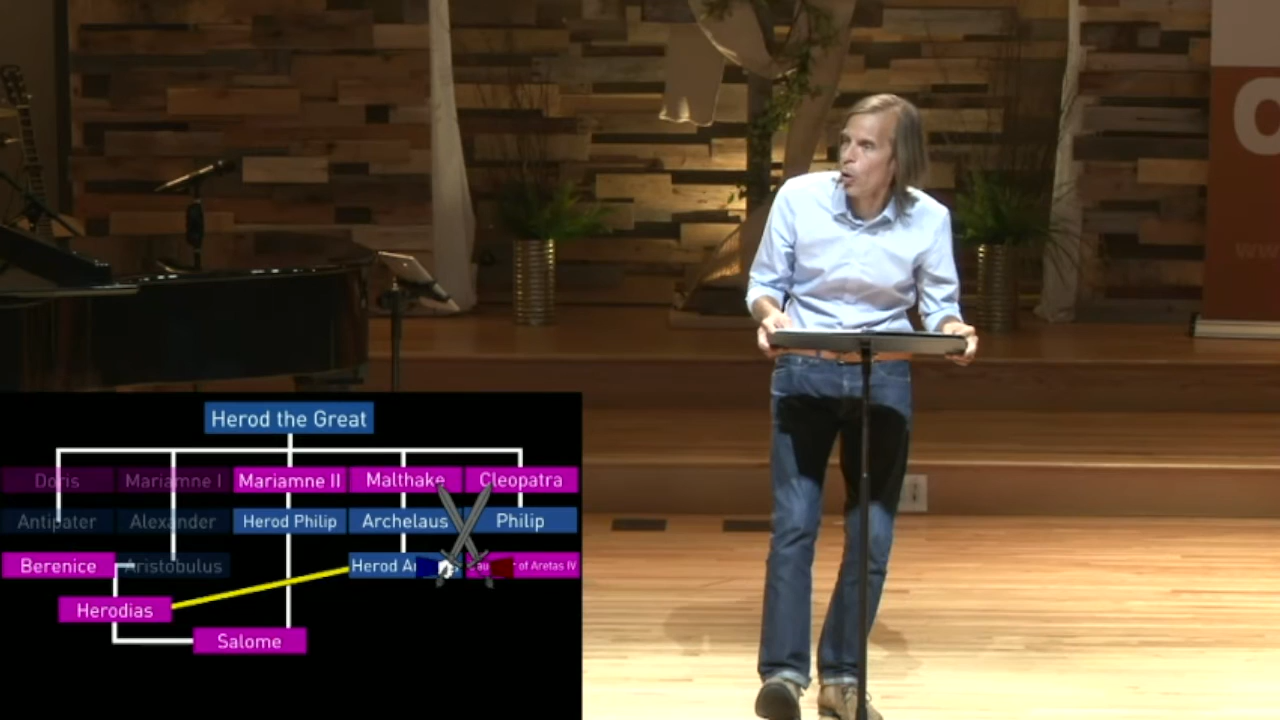 Herod the Great
Doris Mariamne I Mariamne II Malthake Cleopatra
Antipater Alexander Herod Philip Archelaus Philip
Berenice Aristobulus Herod of Aretas IV
Herodias
Salome